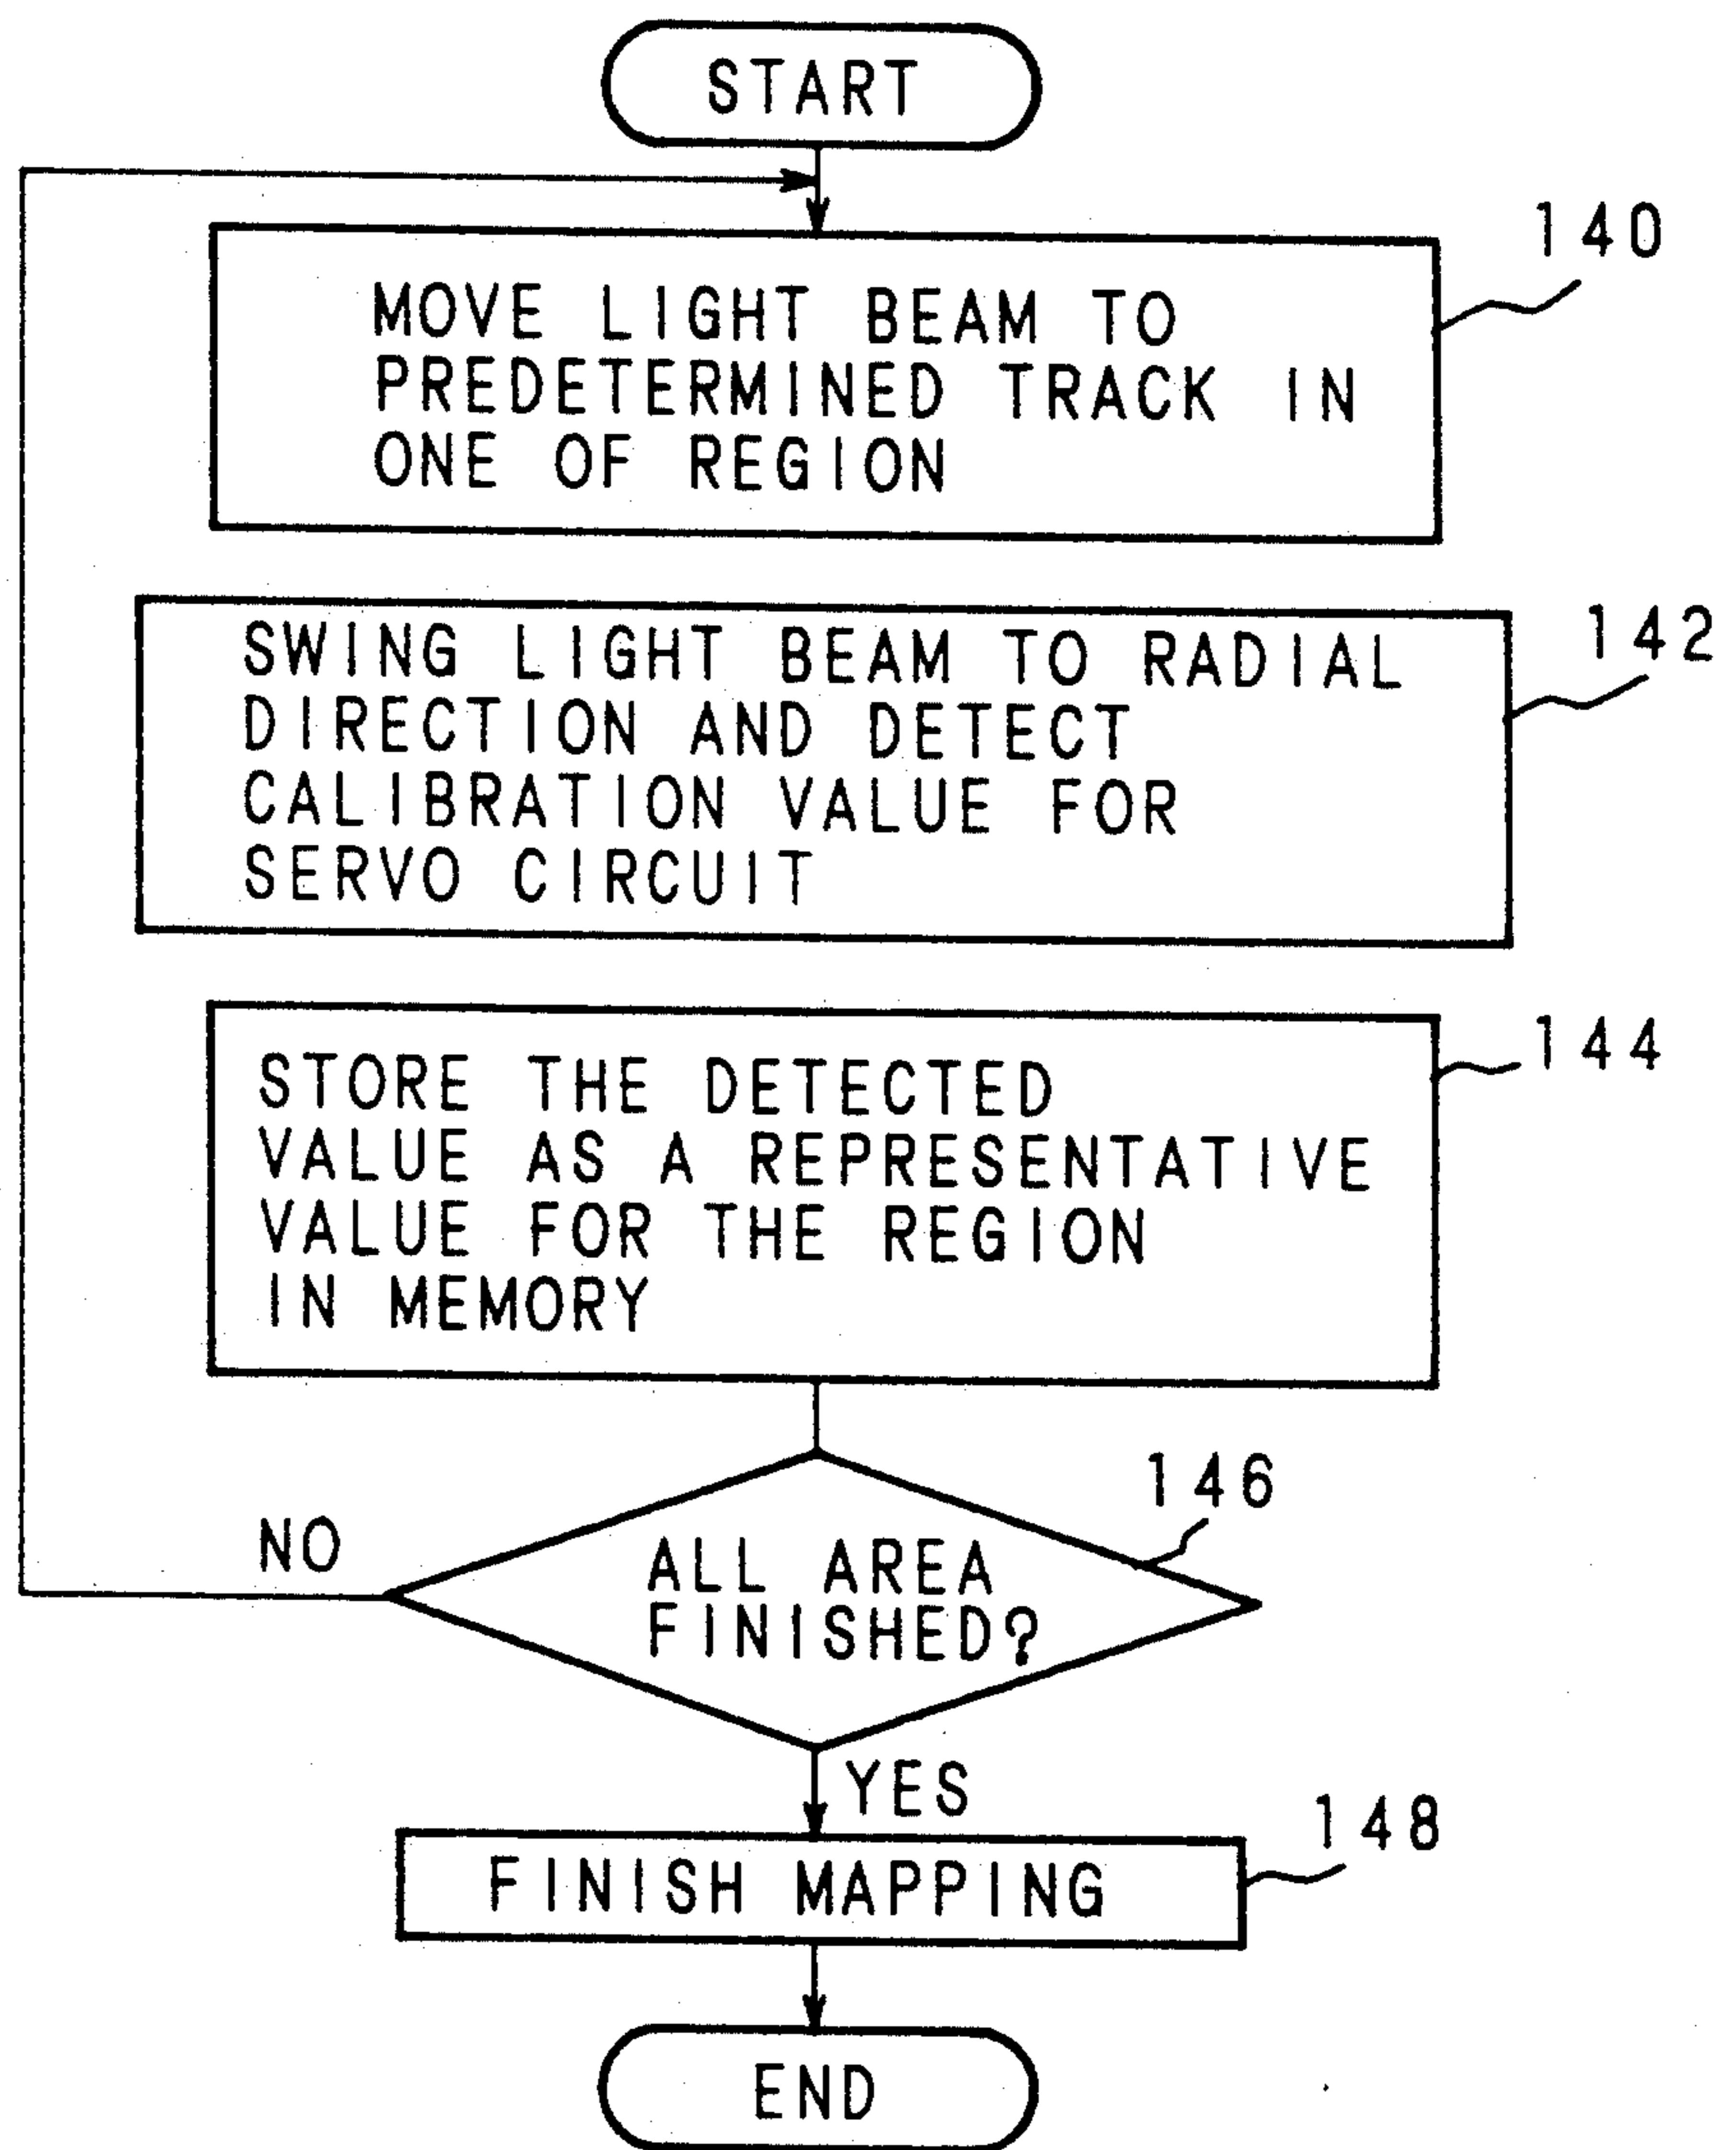 START
140
MOVE LIGHT BEAM TO
PREDETERMINED TRACK IN
ONE OF REGION
142
SWING LIGHT BEAM TO RADIAL
DIRECTION AND DETECT
CALIBRATION VALUE FOR
SERVO CIRCUIT
144
STORE THE DETECTED
VALUE AS A REPRESENTATIVE
VALUE FOR THE REGION
IN MEMORY
146
NO
ALL AREA
FINISHED?
YES
148
FINISH MAPPING
END